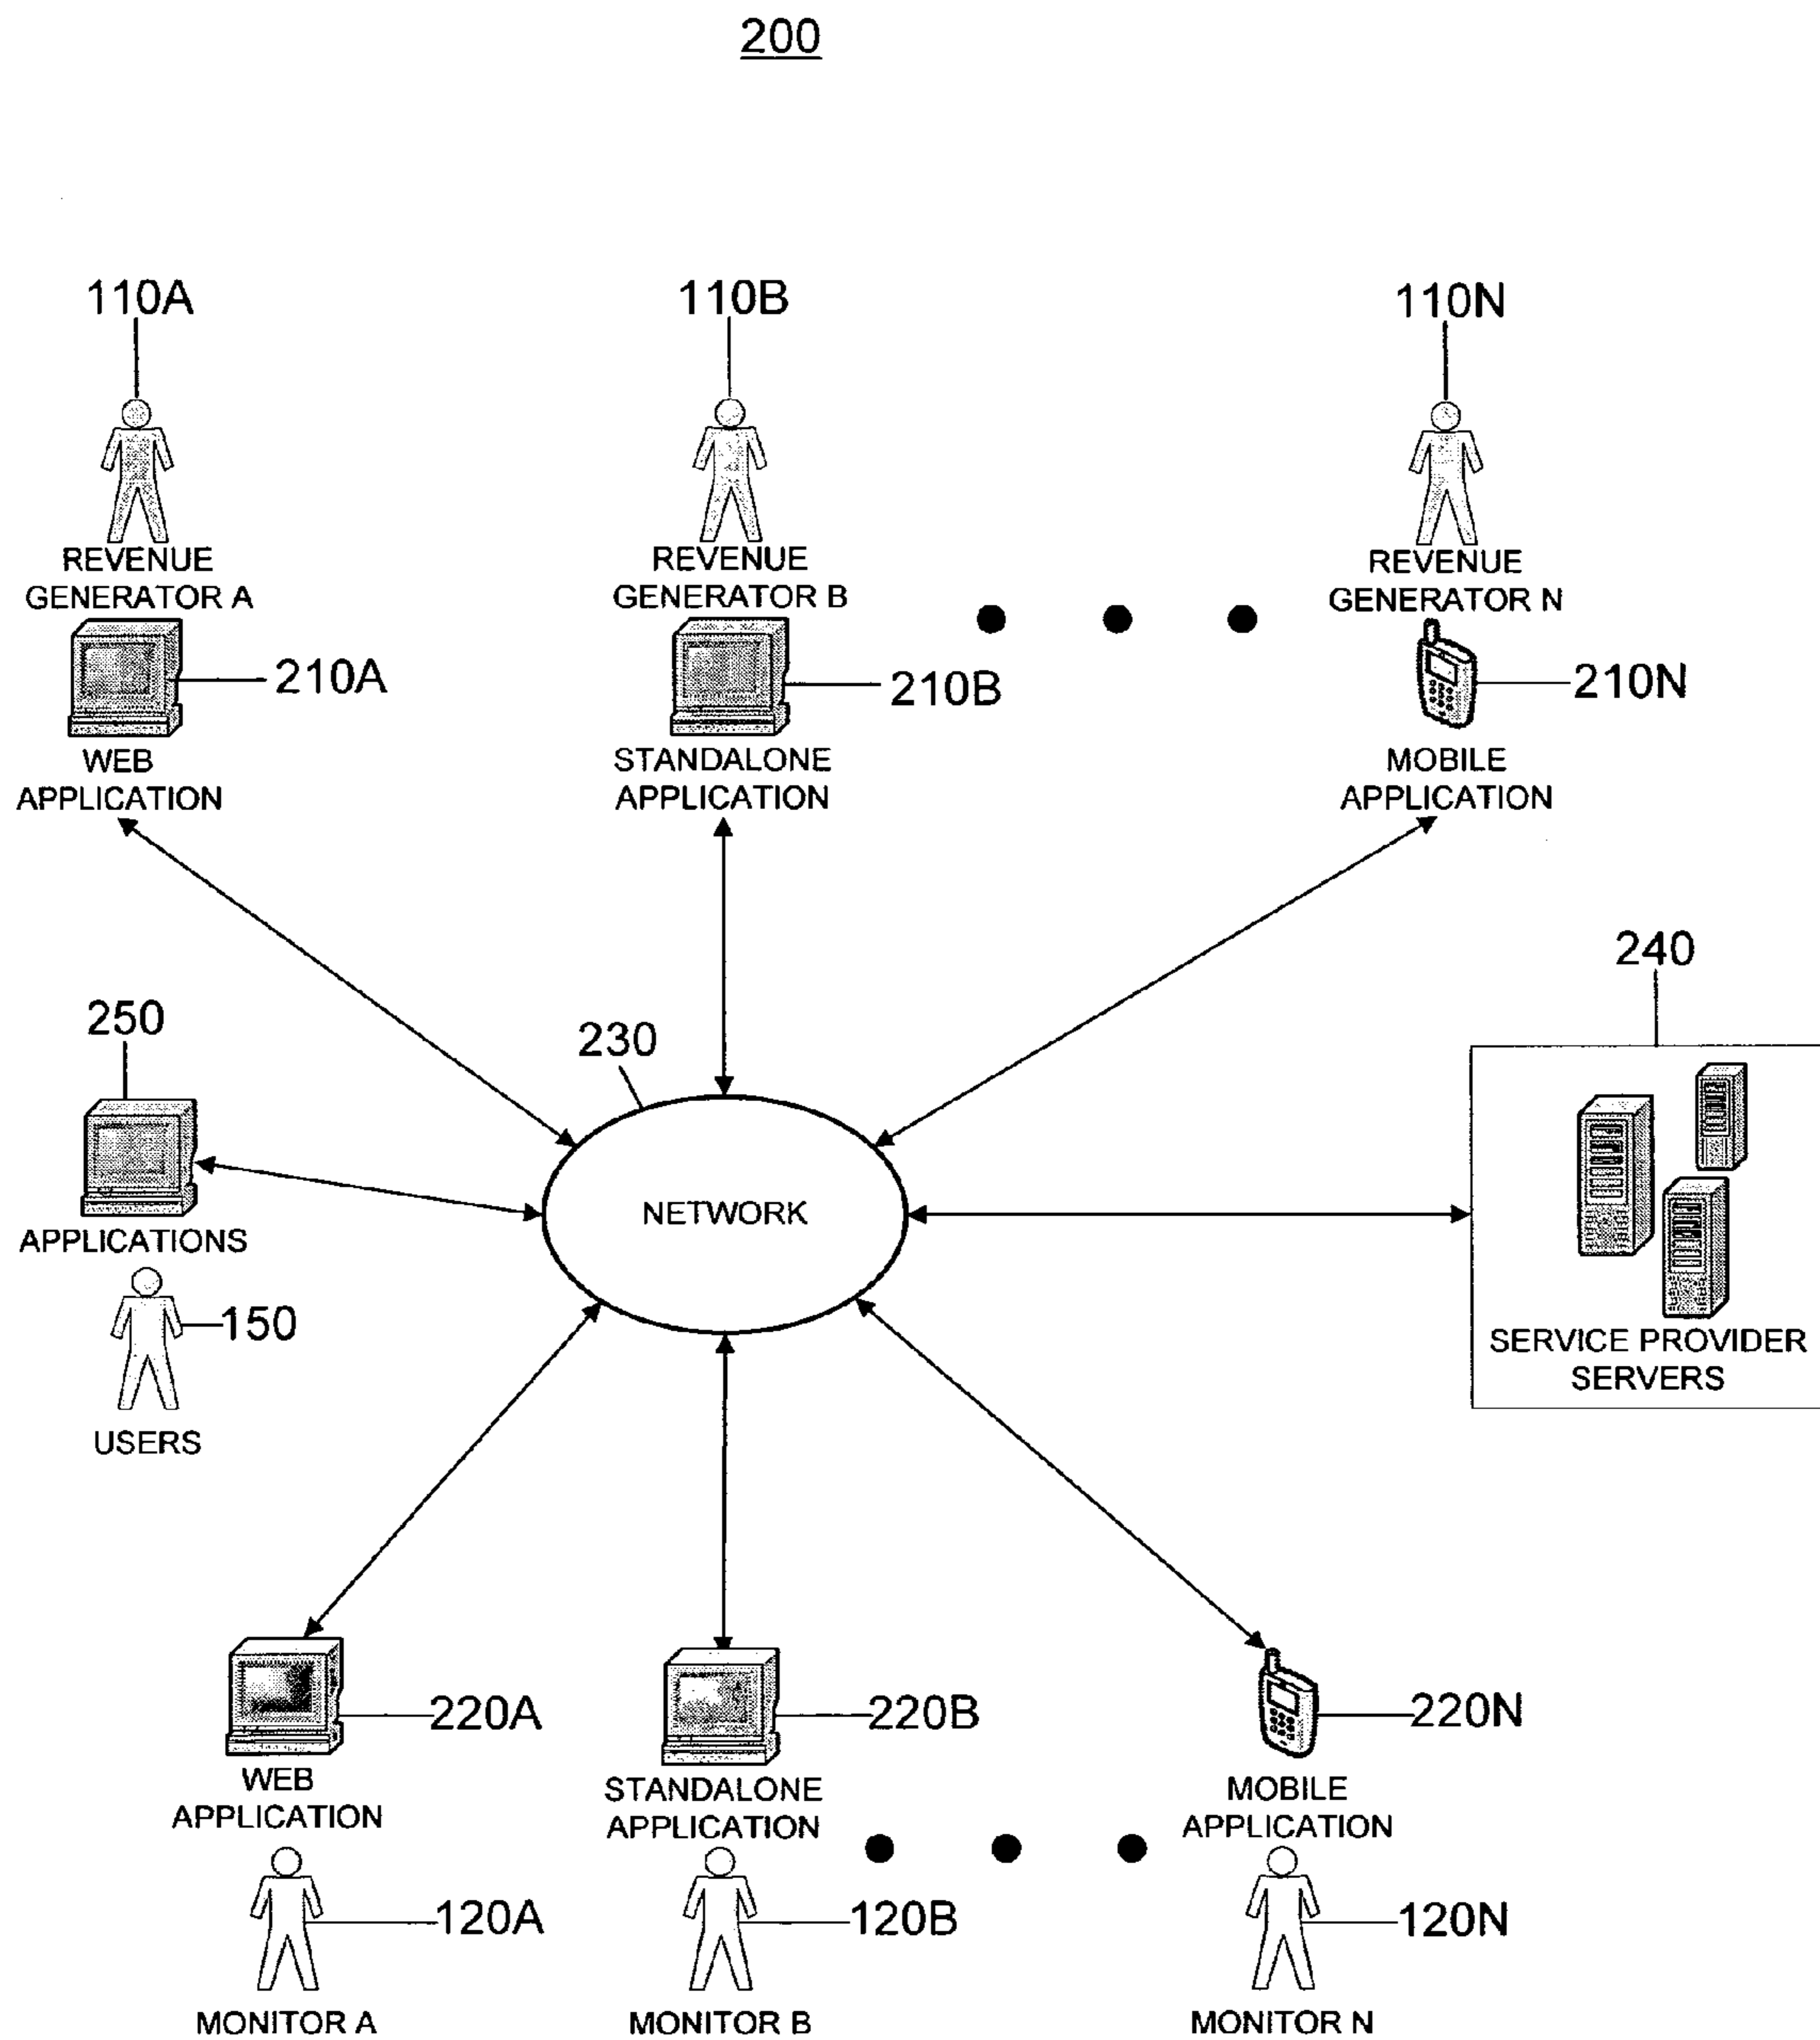 200
110A
110B
110N
REVENUE
GENERATOR A
REVENUE
GENERATOR B
REVENUE
GENERATOR N
210A
210B
210N
WEB
APPLICATION
STANDALONE
APPLICATION
MOBILE
APPLICATION
240
250
230
NETWORK
APPLICATIONS
150
USERS
SERVICE PROVIDER
SERVERS
220A
220B
220N
WEB
APPLICATION
STANDALONE
APPLICATION
MOBILE
APPLICATION
120A
120B
120N
MONITOR A
MONITOR B
MONITOR N